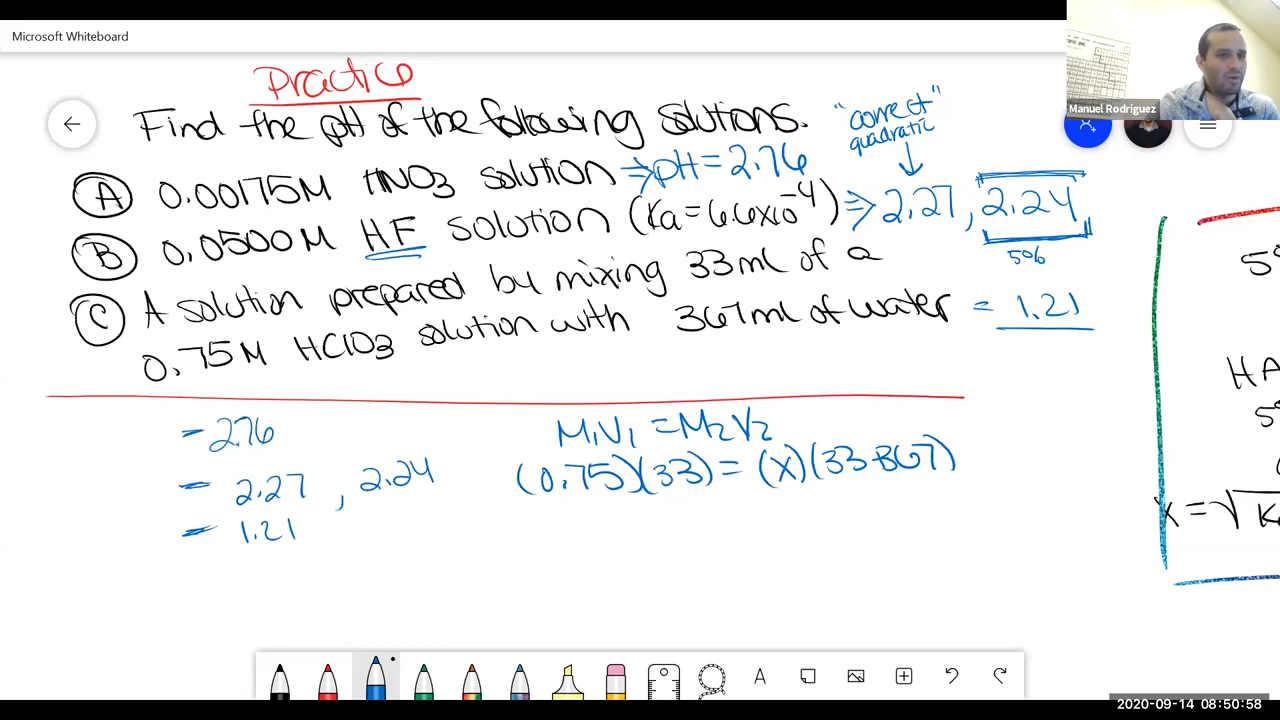 Microsoft Whiteboard
Practice
Find the pH of the following solutions.
"correct"
quadratic
A 0.00175M HNO3 solution ⇒ pH = 2.76
B 0.0500M HF solution (Ka = 6.6x10⁻⁴) ⇒ 2.27, 2.24
5%
C A solution prepared by mixing 33ml of a
0.75M HClO3 solution with 367ml of water = 1.21
- 2.76
- 2.27, 2.24
- 1.21
M1V1 = M2V2
(0.75)(33) = (x)(33+367)
HA
x = √K
Manuel Rodriguez
A
2020-09-14 08:50:58